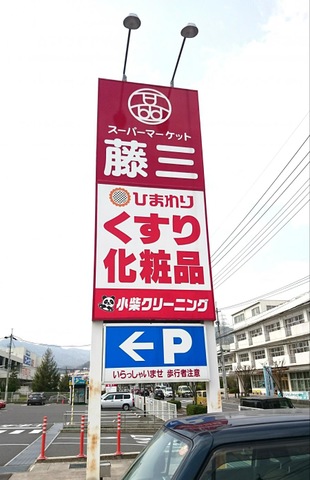 スーパーマーケット
藤三
ひまわり
くすり
化粧品
小柴クリーニング
←P
いらっしゃいませ 歩行者注意